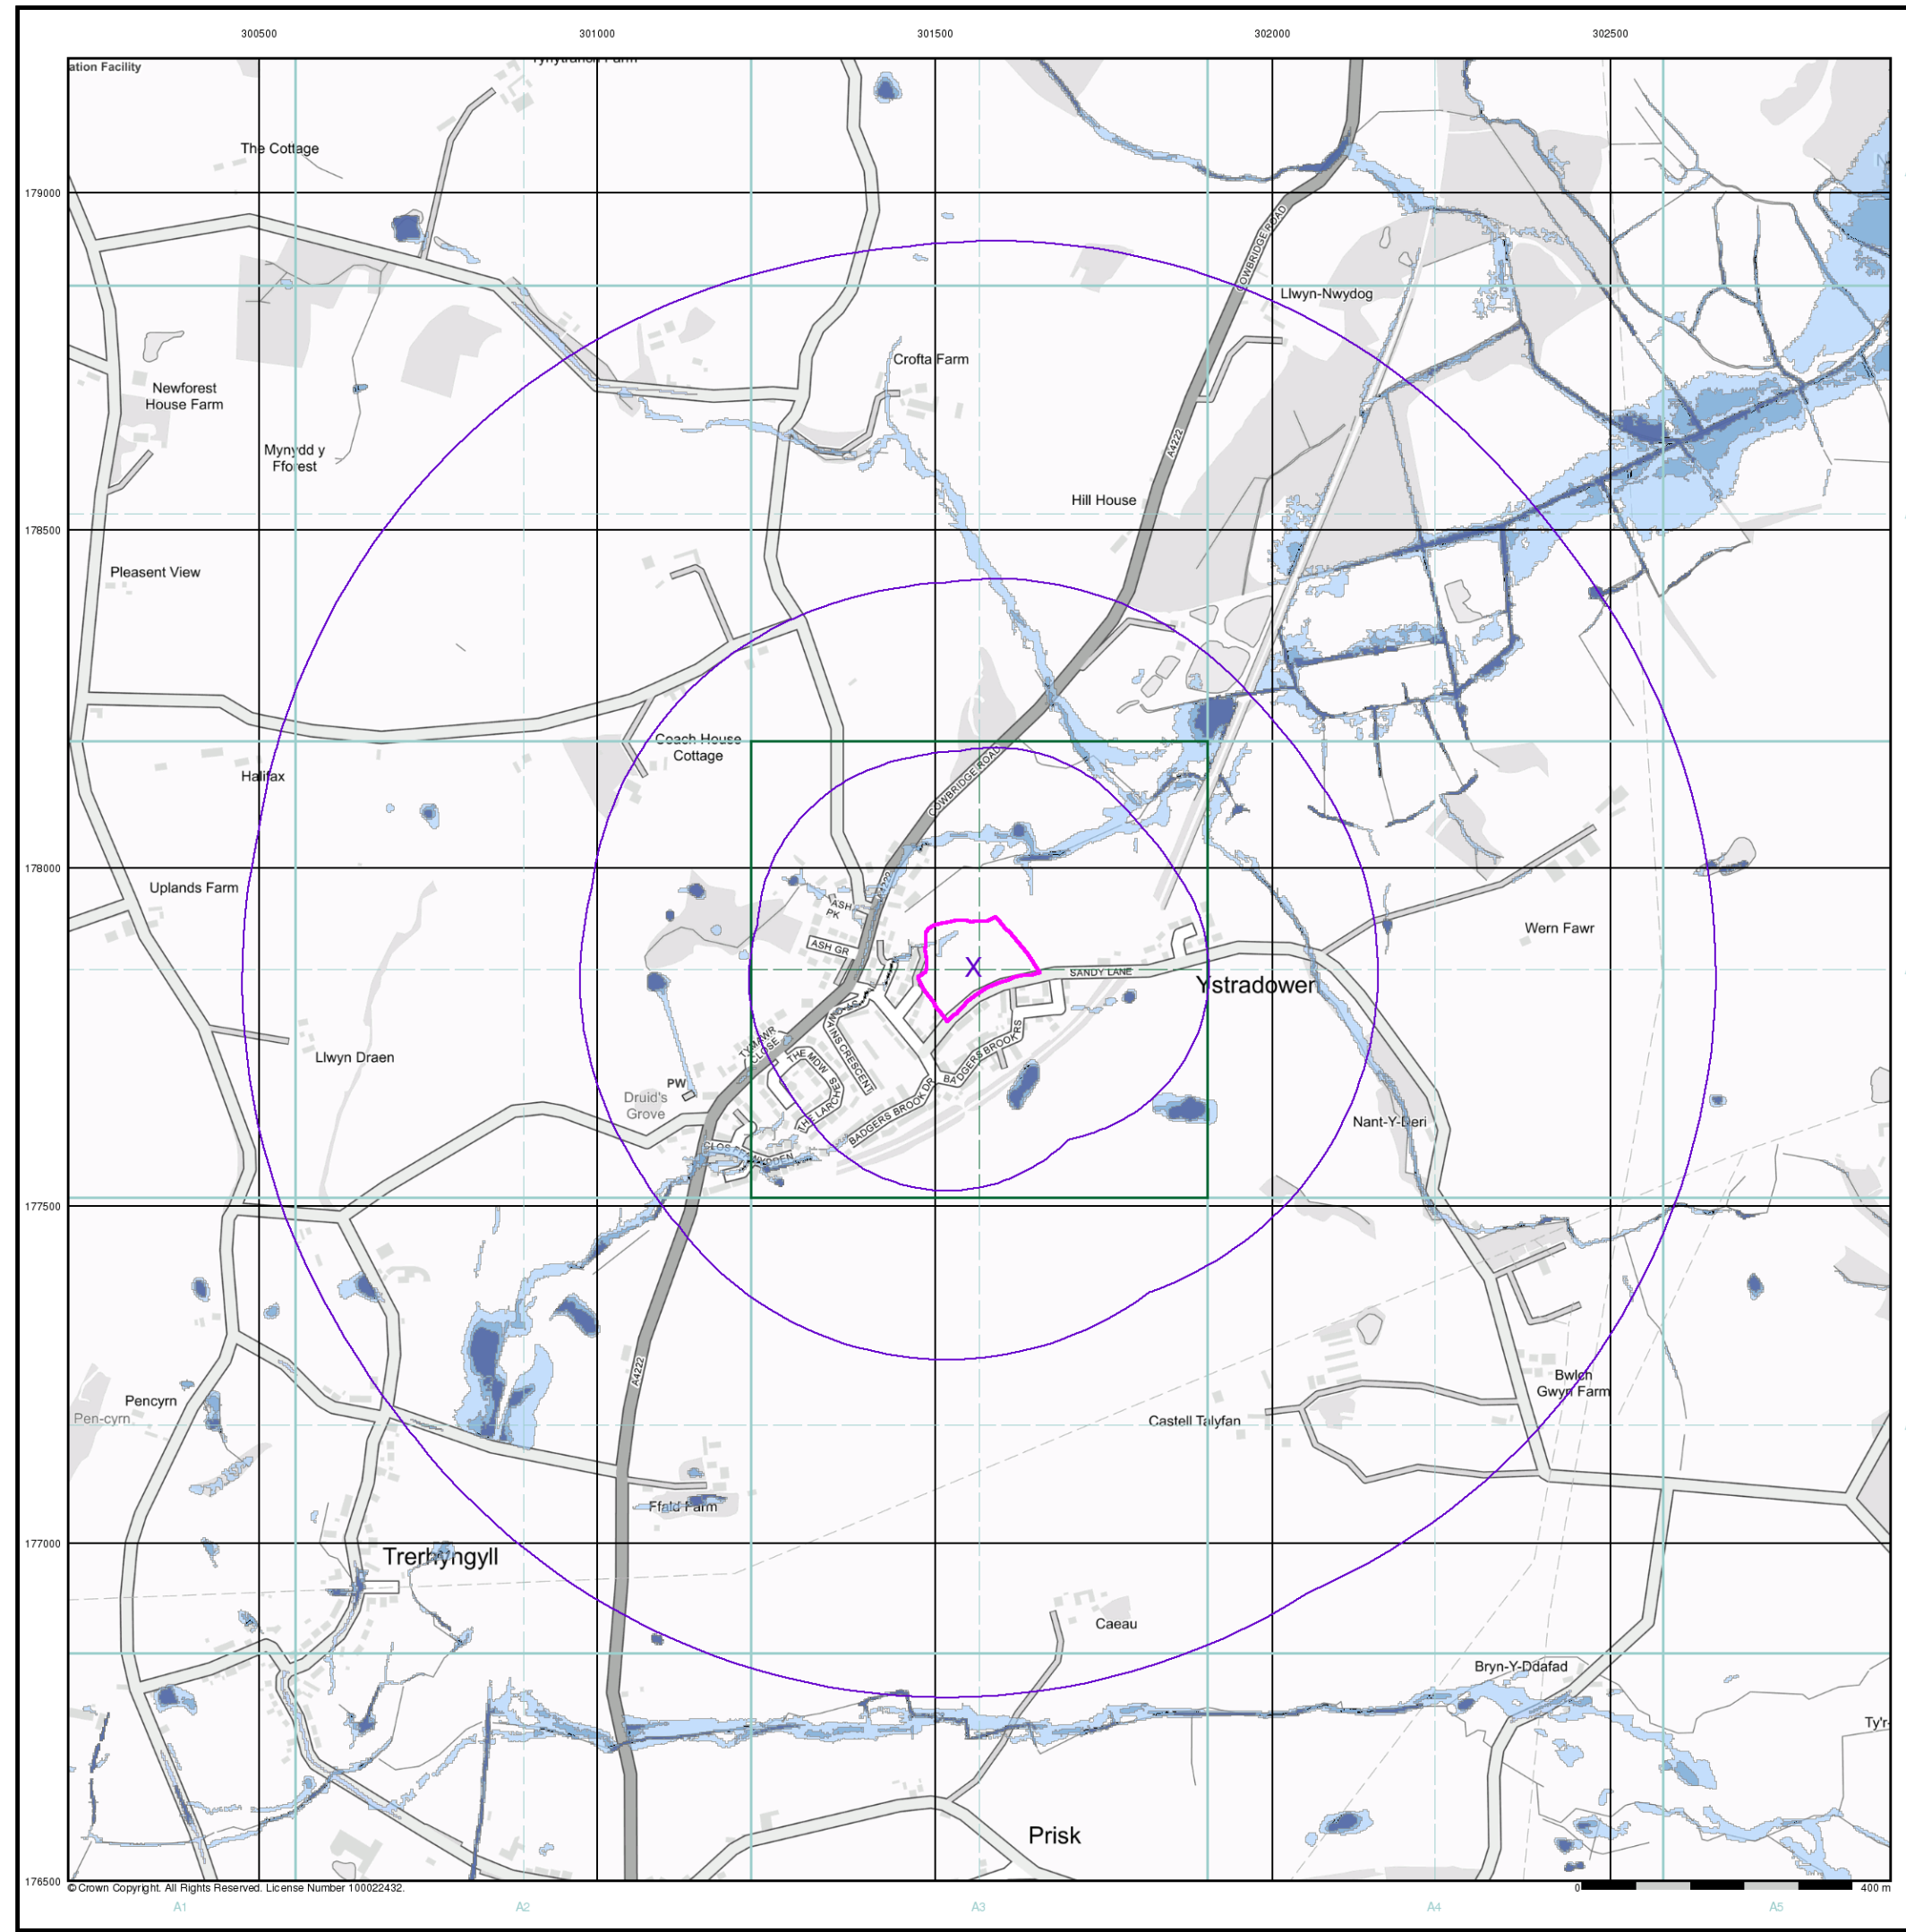 300500 301000 301500 302000 302500
ation Facility
The Cottage
179000
COWBRIDGE ROAD
Llwyn-Nwydog
Crofta Farm
Newforest
House Farm
A4222
Mynydd y
Fforest
Hill House
178500
Pleasent View
Coach House
Cottage
Halifax
COWBRIDGE ROAD
178000
Uplands Farm
A4222
ASH
PK
Wern Fawr
ASH GR
X
SANDY LANE
Ystradower
Llwyn Draen
TYMAWR
CLOSE
THE MDW
BADGERS BROOK RS
PW
Druid's
Grove
THE LARCHES
BADGERS BROOK DR
Nant-Y-Deri
177500
A4222
Pencyrn
Pen-cyrn
Bwlch
Gwyn Farm
Castell Talyfan
Ffald Farm
177000
Trerhyngyll
Caeau
Bryn-Y-Ddafad
Ty'r-
Prisk
176500
© Crown Copyright. All Rights Reserved. License Number 100022432.
0 400 m
A1 A2 A3 A4 A5